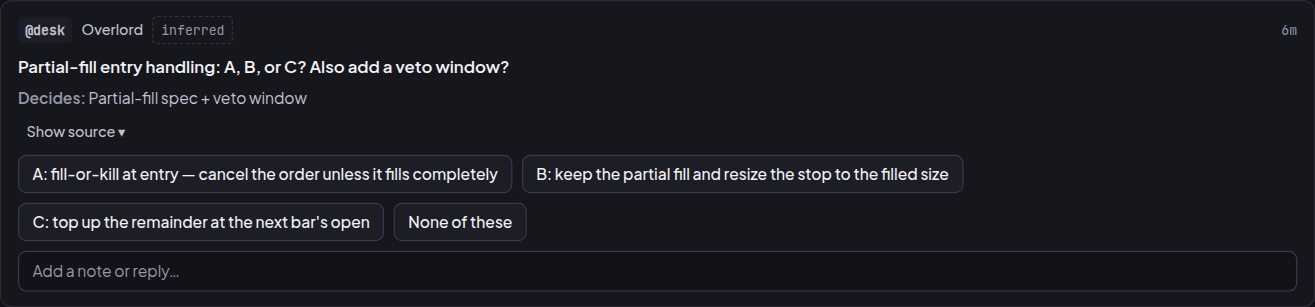 @desk Overlord inferred 6m
Partial-fill entry handling: A, B, or C? Also add a veto window?
Decides: Partial-fill spec + veto window
Show source ▾
A: fill-or-kill at entry — cancel the order unless it fills completely
B: keep the partial fill and resize the stop to the filled size
C: top up the remainder at the next bar's open
None of these
Add a note or reply...